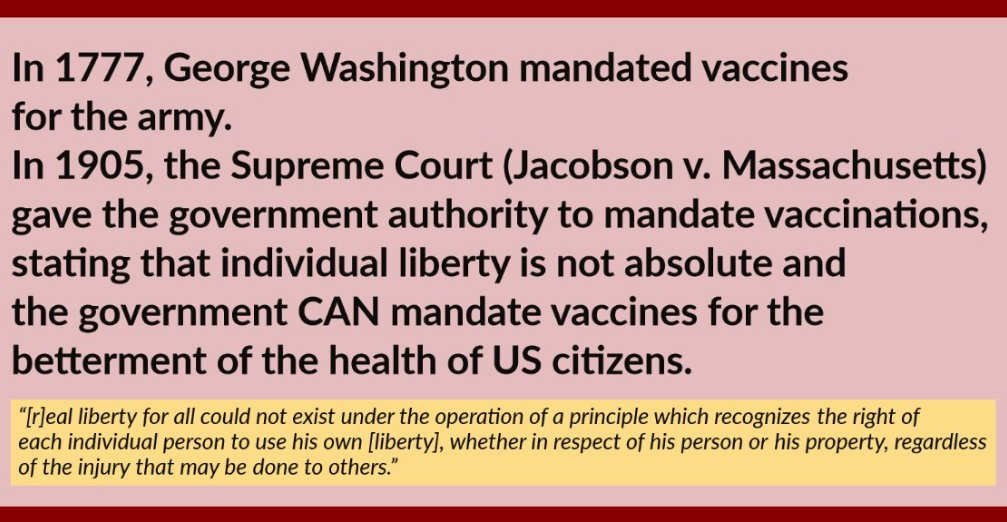 In 1777, George Washington mandated vaccines
for the army.
In 1905, the Supreme Court (Jacobson v. Massachusetts)
gave the government authority to mandate vaccinations,
stating that individual liberty is not absolute and
the government CAN mandate vaccines for the
betterment of the health of US citizens.
“[r]eal liberty for all could not exist under the operation of a principle which recognizes the right of
each individual person to use his own [liberty], whether in respect of his person or his property, regardless
of the injury that may be done to others.”